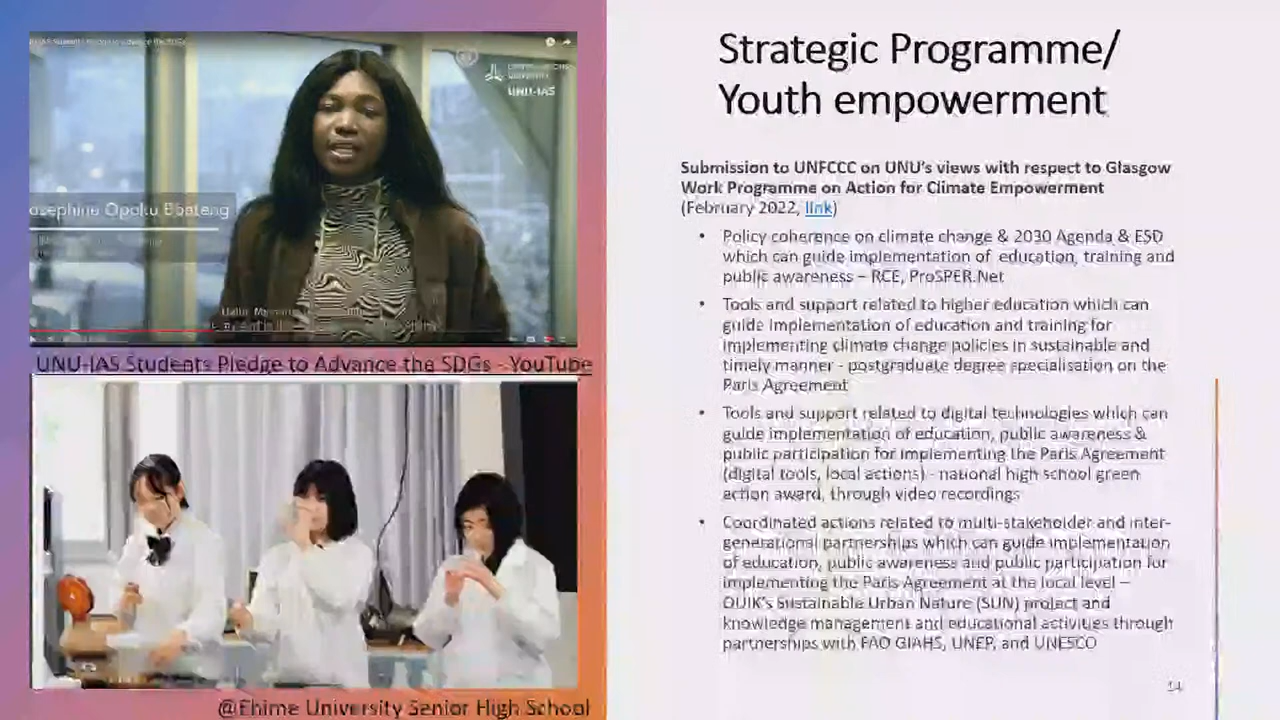 UNU-IAS
Josephine Opoku Boateng
UNU-IAS Students Pledge to Advance the SDGs - YouTube
@Ehime University Senior High School
Strategic Programme/
Youth empowerment
Submission to UNFCCC on UNU's views with respect to Glasgow
Work Programme on Action for Climate Empowerment
(February 2022, link)
• Policy coherence on climate change & 2030 Agenda & ESD
which can guide implementation of education, training and
public awareness – RCE, ProSPER.Net
• Tools and support related to higher education which can
guide implementation of education and training for
implementing climate change policies in sustainable and
timely manner - postgraduate degree specialisation on the
Paris Agreement
• Tools and support related to digital technologies which can
guide implementation of education, public awareness &
public participation for implementing the Paris Agreement
(digital tools, local actions) - national high school green
action award, through video recordings
• Coordinated actions related to multi-stakeholder and inter-
generational partnerships which can guide implementation
of education, public awareness and public participation for
implementing the Paris Agreement at the local level –
OUIK's Sustainable Urban Nature (SUN) project and
knowledge management and educational activities through
partnerships with FAO GIAHS, UNEP, and UNESCO
14